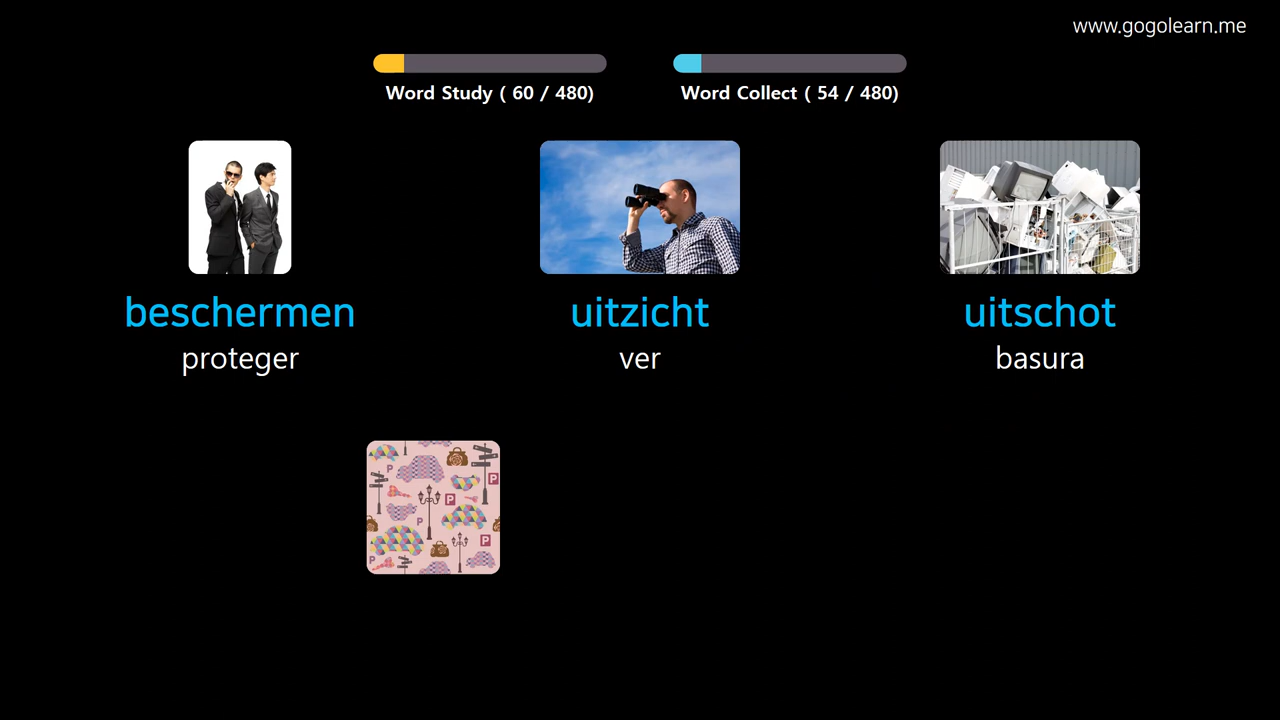 www.gogolearn.me
Word Study ( 60 / 480)
Word Collect ( 54 / 480)
beschermen
uitzicht
uitschot
proteger
ver
basura
P
P
P
P
P
P